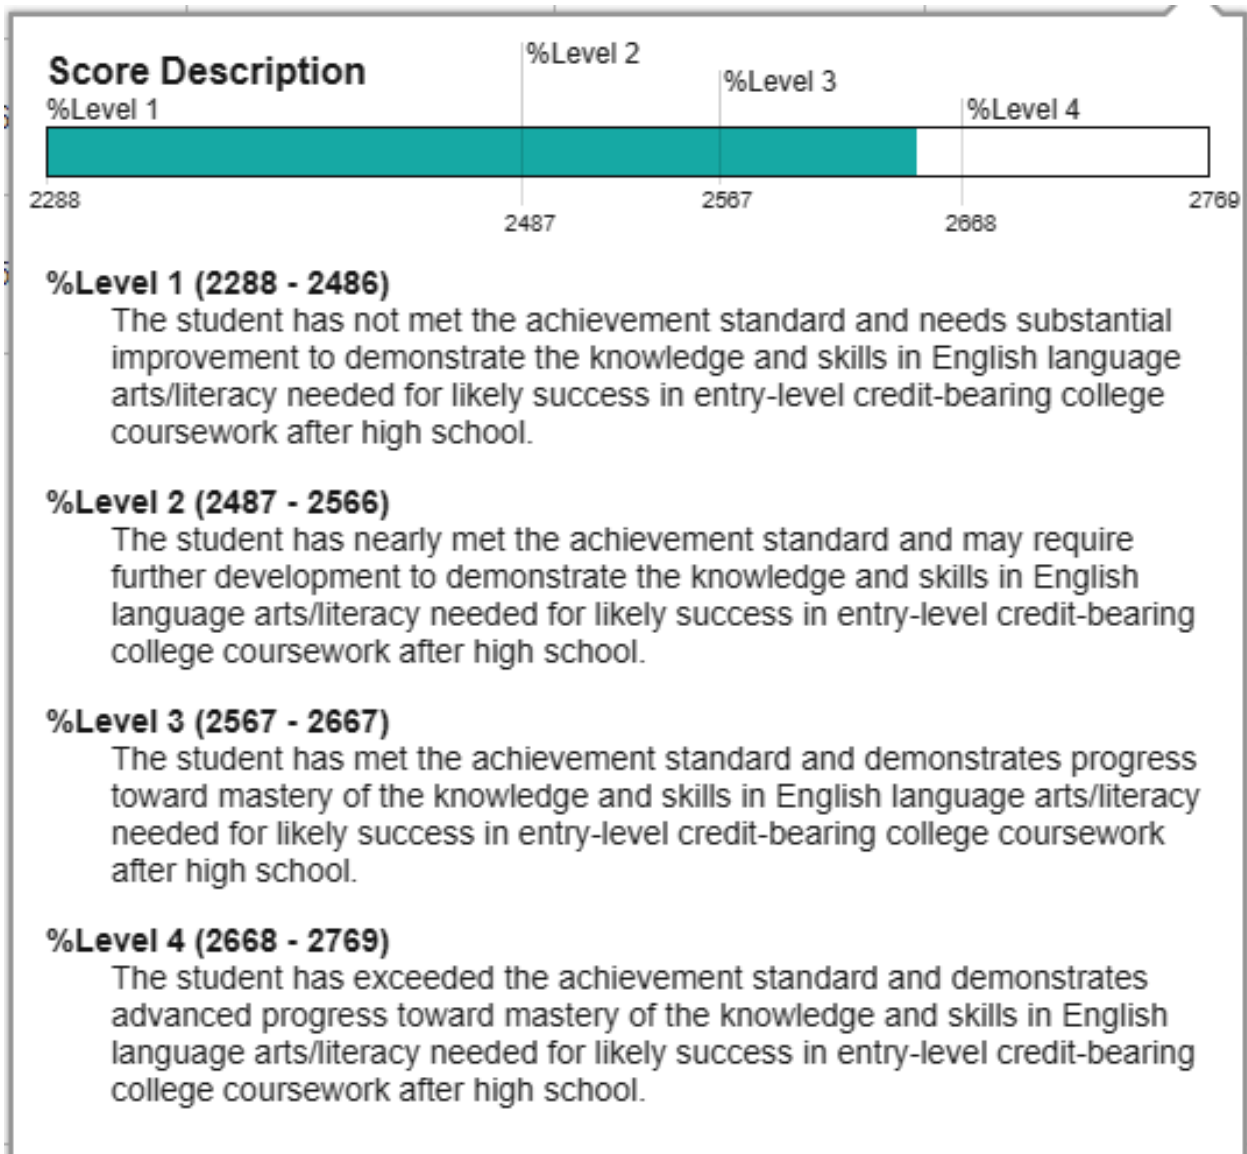 %Level 2
Score Description
%Level 3
%Level 1
%Level 4
2288
2567
2769
2487
2668
%Level 1 (2288 - 2486)
The student has not met the achievement standard and needs substantial
improvement to demonstrate the knowledge and skills in English language
arts/literacy needed for likely success in entry-level credit-bearing college
coursework after high school.
%Level 2 (2487 - 2566)
The student has nearly met the achievement standard and may require
further development to demonstrate the knowledge and skills in English
language arts/literacy needed for likely success in entry-level credit-bearing
college coursework after high school.
%Level 3 (2567 - 2667)
The student has met the achievement standard and demonstrates progress
toward mastery of the knowledge and skills in English language arts/literacy
needed for likely success in entry-level credit-bearing college coursework
after high school.
%Level 4 (2668 - 2769)
The student has exceeded the achievement standard and demonstrates
advanced progress toward mastery of the knowledge and skills in English
language arts/literacy needed for likely success in entry-level credit-bearing
college coursework after high school.